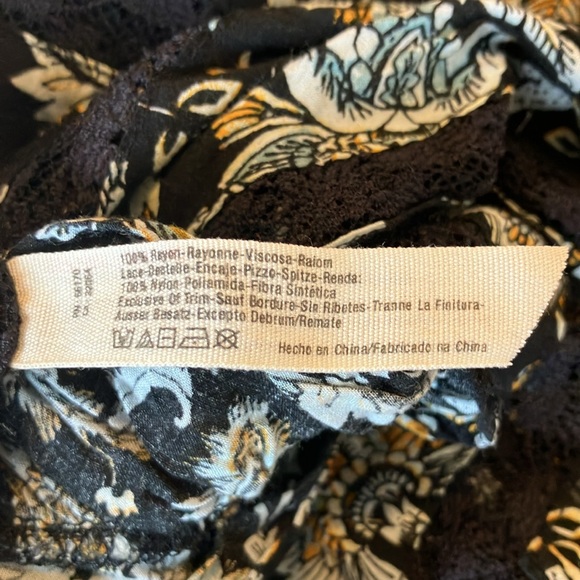 100% Rayon-Rayonne-Viscosa-Raiom
Lace-Dentelle-Encaje-Pizzo-Spitze-Renda:
100% Nylon-Poliamida-Fibra Sintética
Exclusive Of Trim-Sauf Bordure-Sin Ribetes-Tranne La Finitura-
Ausser Besatz-Excepto Debrum/Remate
Hecho en China/Fabricado na China